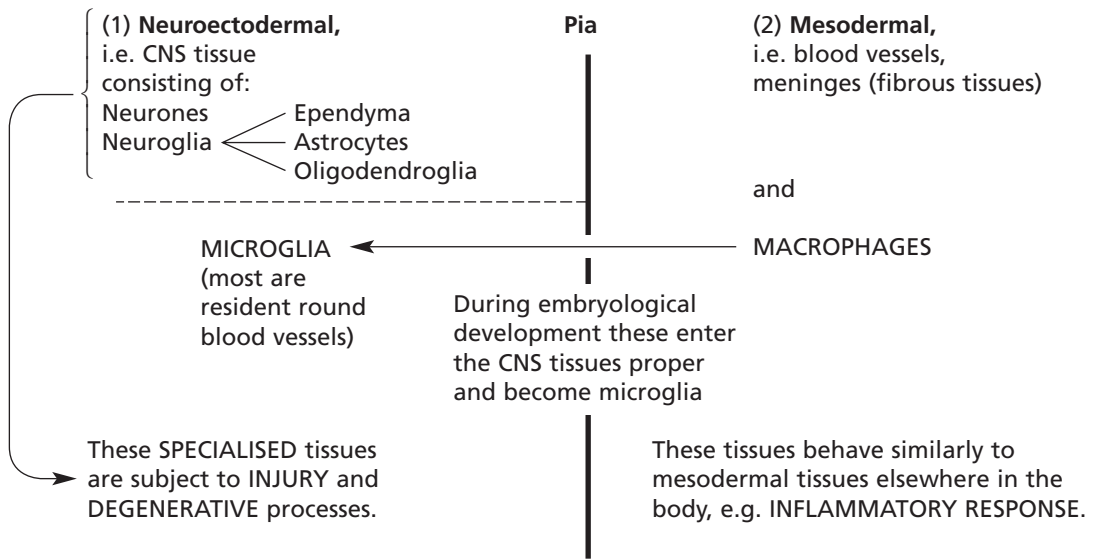 (1) Neuroectodermal,
i.e. CNS tissue
consisting of:
Neurones
Neuroglia
Ependyma
Astrocytes
Oligodendroglia
Pia
(2) Mesodermal,
i.e. blood vessels,
meninges (fibrous tissues)
and
MACROPHAGES
MICROGLIA
(most are
resident round
blood vessels)
During embryological
development these enter
the CNS tissues proper
and become microglia
These SPECIALISED tissues
are subject to INJURY and
DEGENERATIVE processes.
These tissues behave similarly to
mesodermal tissues elsewhere in the
body, e.g. INFLAMMATORY RESPONSE.